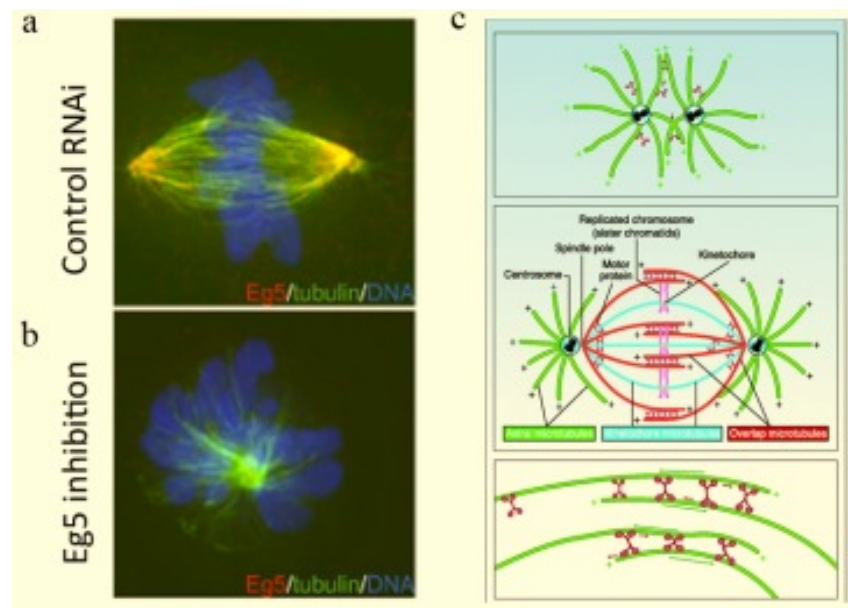 a
Control RNAi
Eg5/tubulin/DNA
b
Eg5 inhibition
Eg5/tubulin/DNA
c
Replicated chromosome
(sister chromatids)
Spindle pole
Kinetochore
Motor
protein
Centrosome
Astral microtubules
Kinetochore microtubules
Overlap microtubules